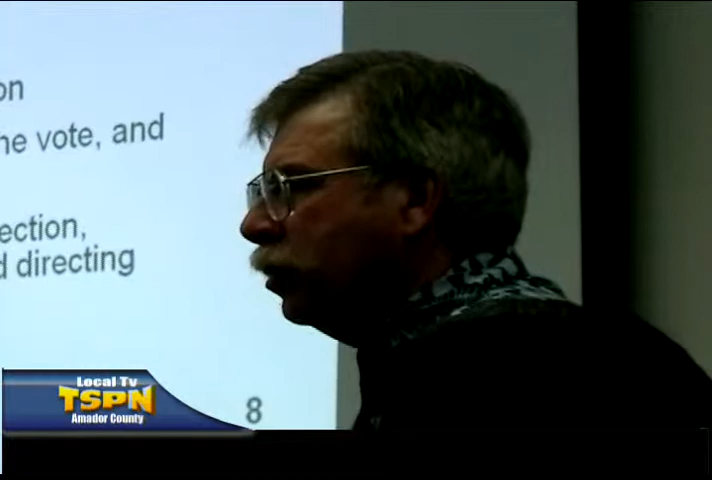 on
he vote, and
ection,
d directing
8
Local Tv
TSPN
Amador County